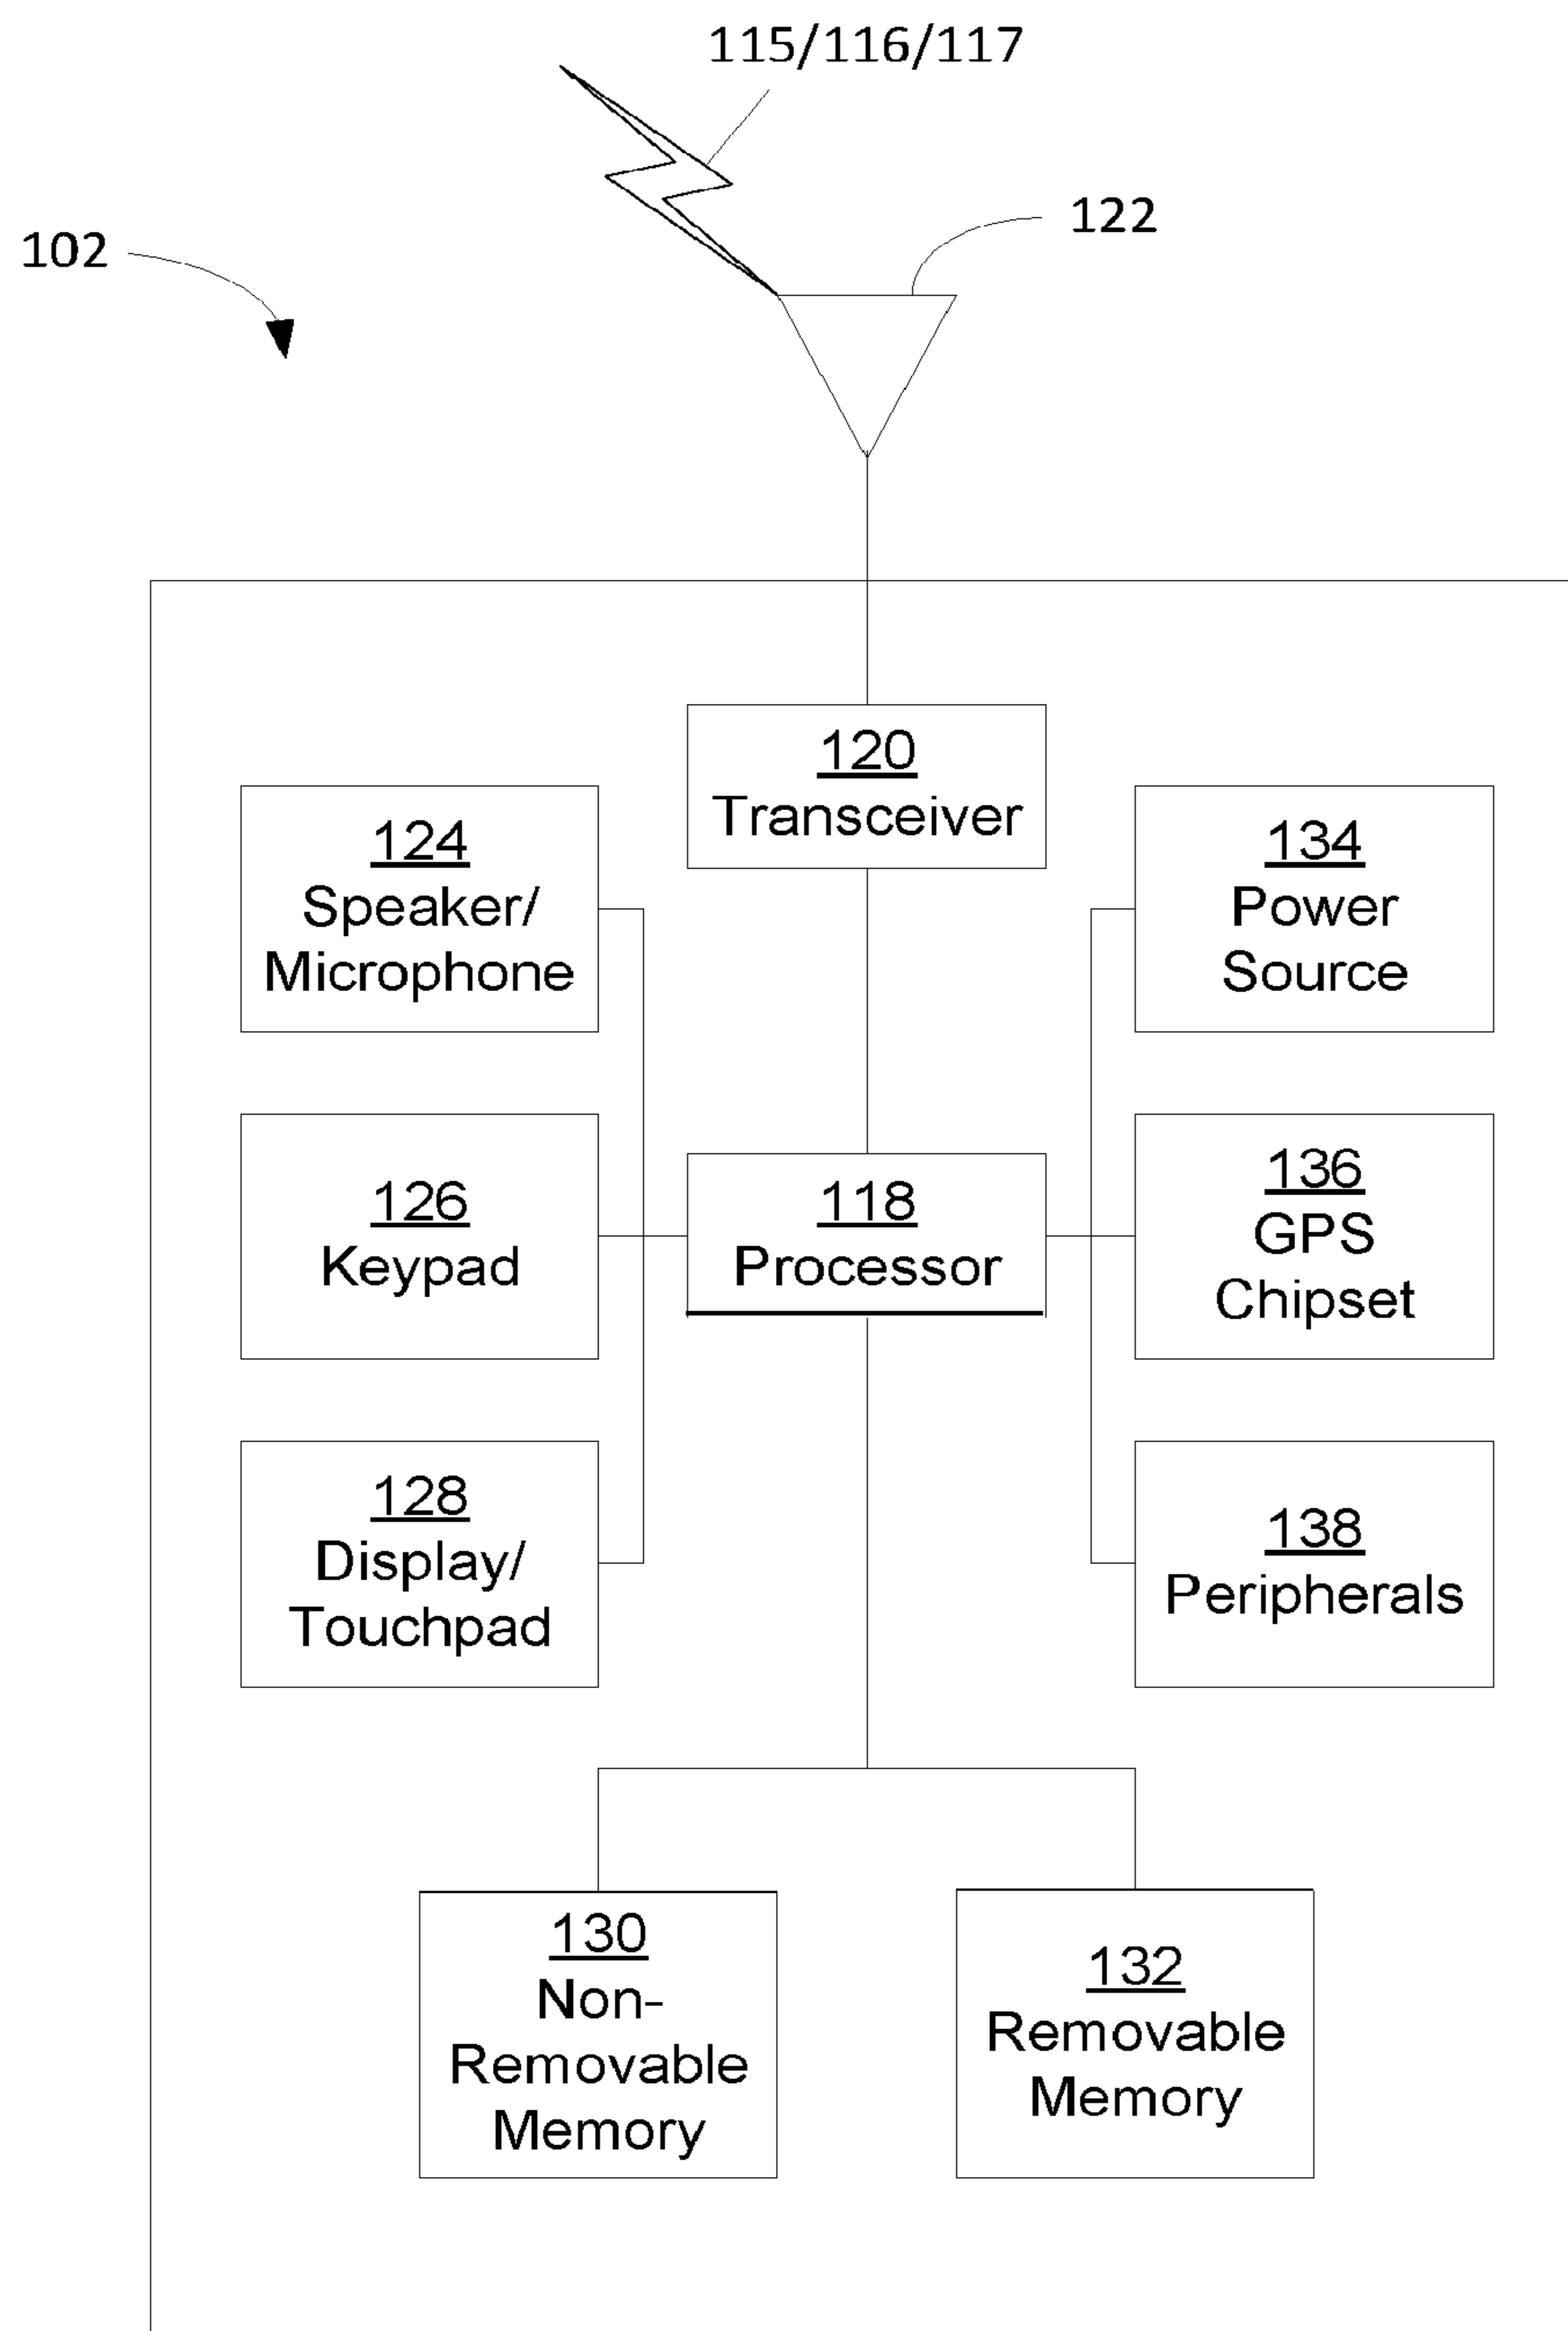 115/116/117
122
102
120
Transceiver
124
Speaker/
Microphone
134
Power
Source
126
Keypad
118
Processor
136
GPS
Chipset
128
Display/
Touchpad
138
Peripherals
130
Non-
Removable
Memory
132
Removable
Memory